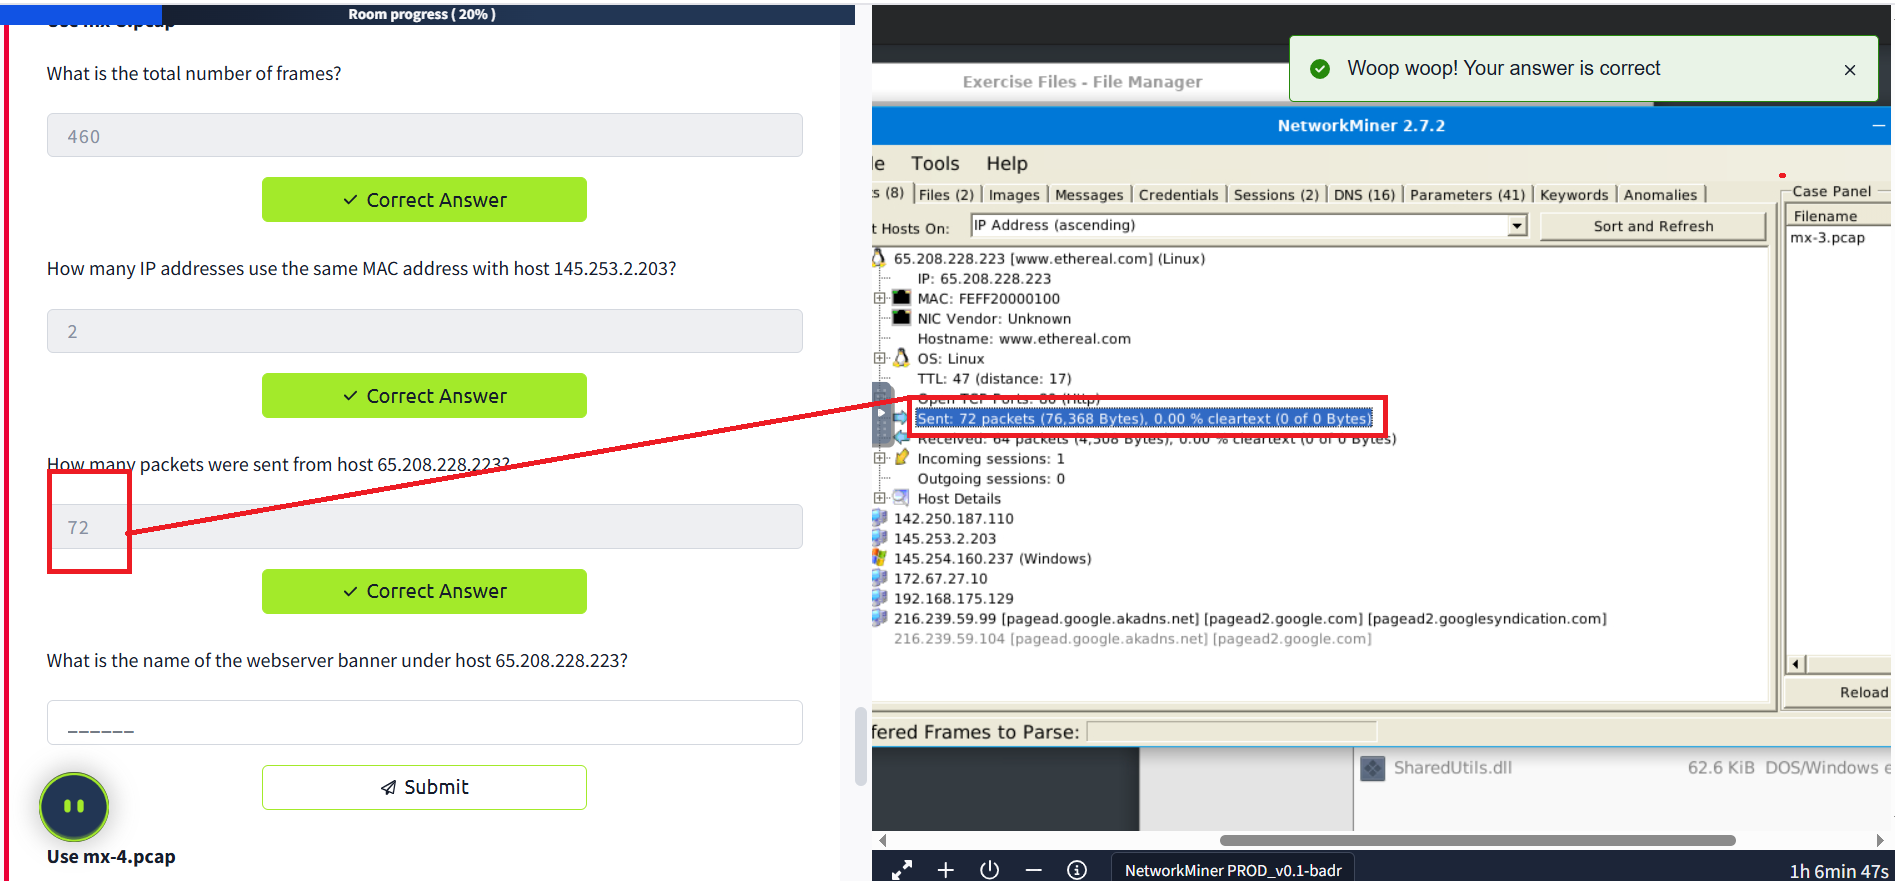 Room progress ( 20% )
Use mx-3.pcap
What is the total number of frames?
460
Correct Answer
How many IP addresses use the same MAC address with host 145.253.2.203?
2
Correct Answer
How many packets were sent from host 65.208.228.223?
72
Correct Answer
What is the name of the webserver banner under host 65.208.228.223?
______
Submit
Use mx-4.pcap
Woop woop! Your answer is correct
Exercise Files - File Manager
NetworkMiner 2.7.2
le Tools Help
s (8) Files (2) Images Messages Credentials Sessions (2) DNS (16) Parameters (41) Keywords Anomalies
t Hosts On: IP Address (ascending) Sort and Refresh
65.208.228.223 [www.ethereal.com] (Linux)
IP: 65.208.228.223
MAC: FEFF20000100
NIC Vendor: Unknown
Hostname: www.ethereal.com
OS: Linux
TTL: 47 (distance: 17)
Open TCP Ports: 80 (Http)
Sent: 72 packets (76,368 Bytes), 0.00 % cleartext (0 of 0 Bytes)
Received: 64 packets (4,308 Bytes), 0.00 % cleartext (0 of 0 Bytes)
Incoming sessions: 1
Outgoing sessions: 0
Host Details
142.250.187.110
145.253.2.203
145.254.160.237 (Windows)
172.67.27.10
192.168.175.129
216.239.59.99 [pagead.google.akadns.net] [pagead2.google.com] [pagead2.googlesyndication.com]
216.239.59.104 [pagead.google.akadns.net] [pagead2.google.com]
Case Panel
Filename
mx-3.pcap
Reload
fered Frames to Parse:
SharedUtils.dll 62.6 KiB DOS/Windows e
NetworkMiner PROD_v0.1-badr
1h 6min 47s